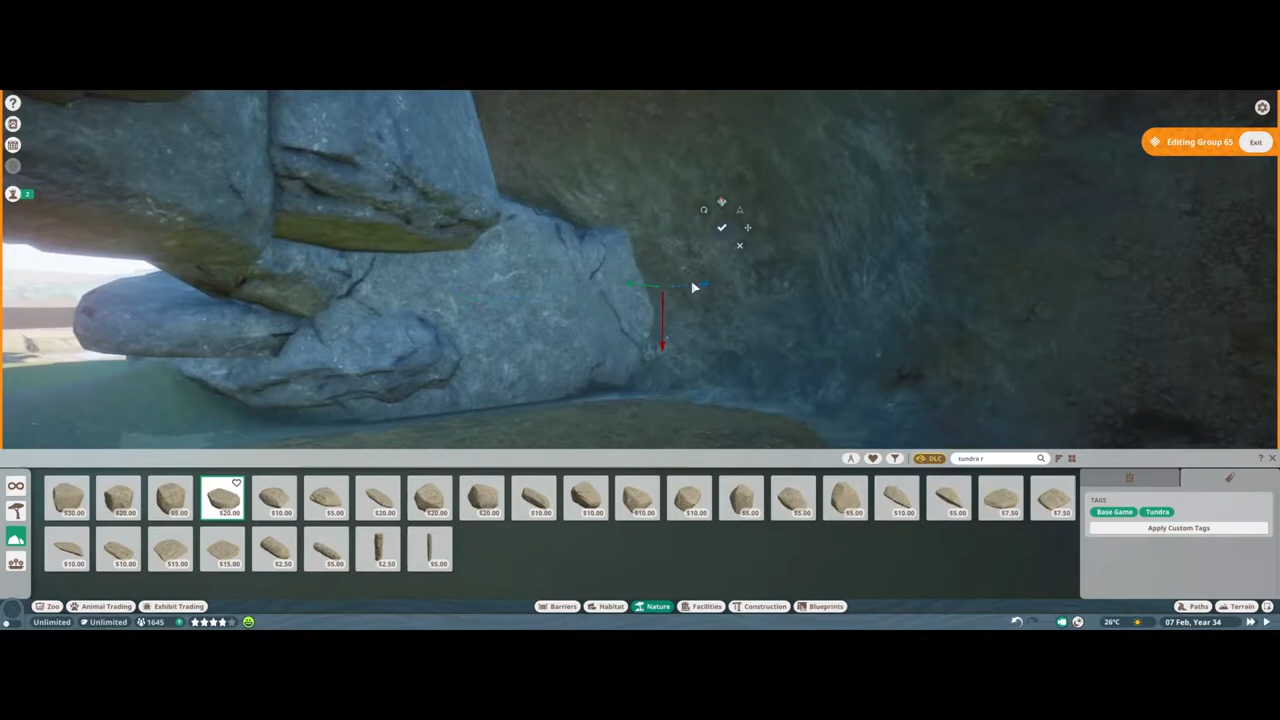 Editing Group 65 Exit
2
DLC tundra r
$30.00 $20.00 $5.00 $20.00 $10.00 $5.00 $20.00 $20.00 $20.00 $10.00 $10.00 $10.00 $10.00 $5.00 $5.00 $5.00 $10.00 $5.00 $7.50 $7.50
TAGS
Base Game Tundra
Apply Custom Tags
$10.00 $10.00 $15.00 $15.00 $2.50 $5.00 $2.50 $5.00
Zoo Animal Trading Exhibit Trading Barriers Habitat Nature Facilities Construction Blueprints Paths Terrain
Unlimited Unlimited 1645 26°C 07 Feb, Year 34